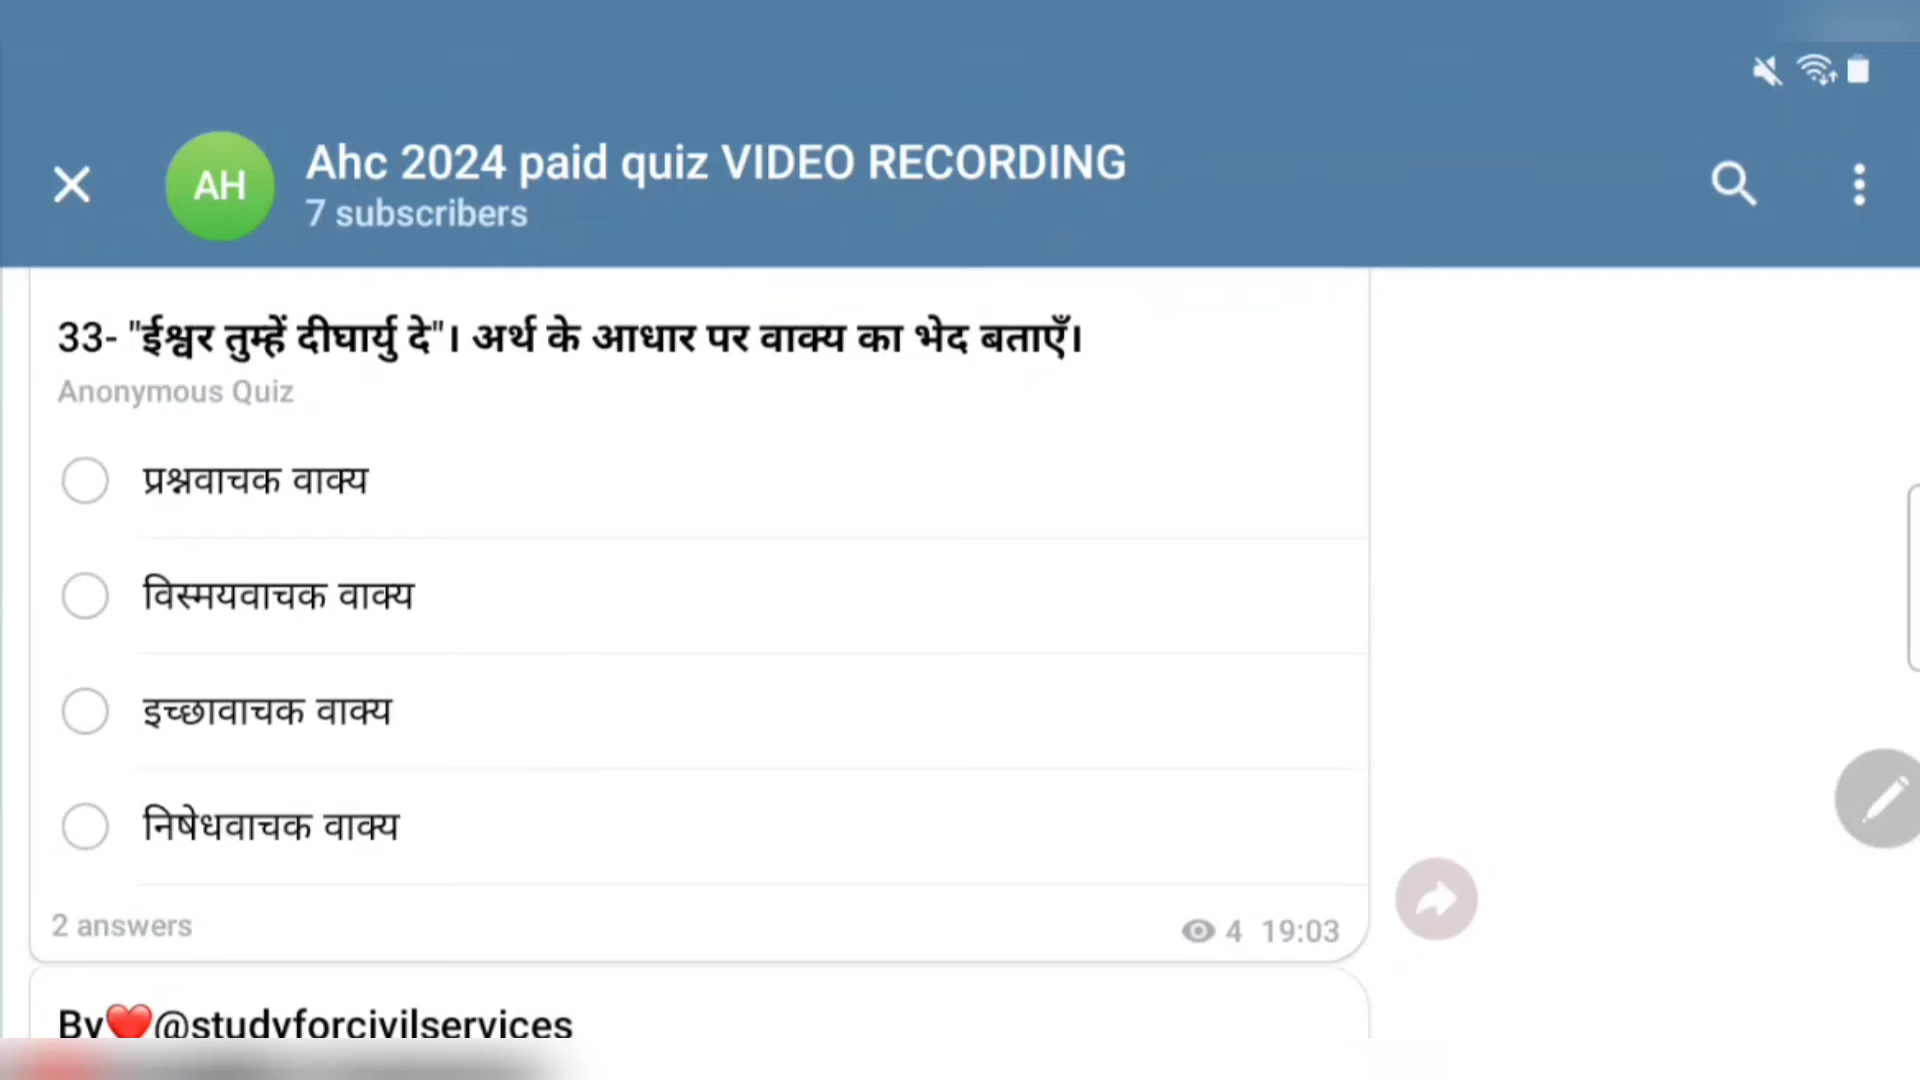 Ahc 2024 paid quiz VIDEO RECORDING
AH
7 subscribers
33- "ईश्वर तुम्हें दीघार्यु दे"। अर्थ के आधार पर वाक्य का भेद बताएँ।
Anonymous Quiz
प्रश्नवाचक वाक्य
विस्मयवाचक वाक्य
इच्छावाचक वाक्य
निषेधवाचक वाक्य
2 answers
4 19:03
By❤️@studyforcivilservices